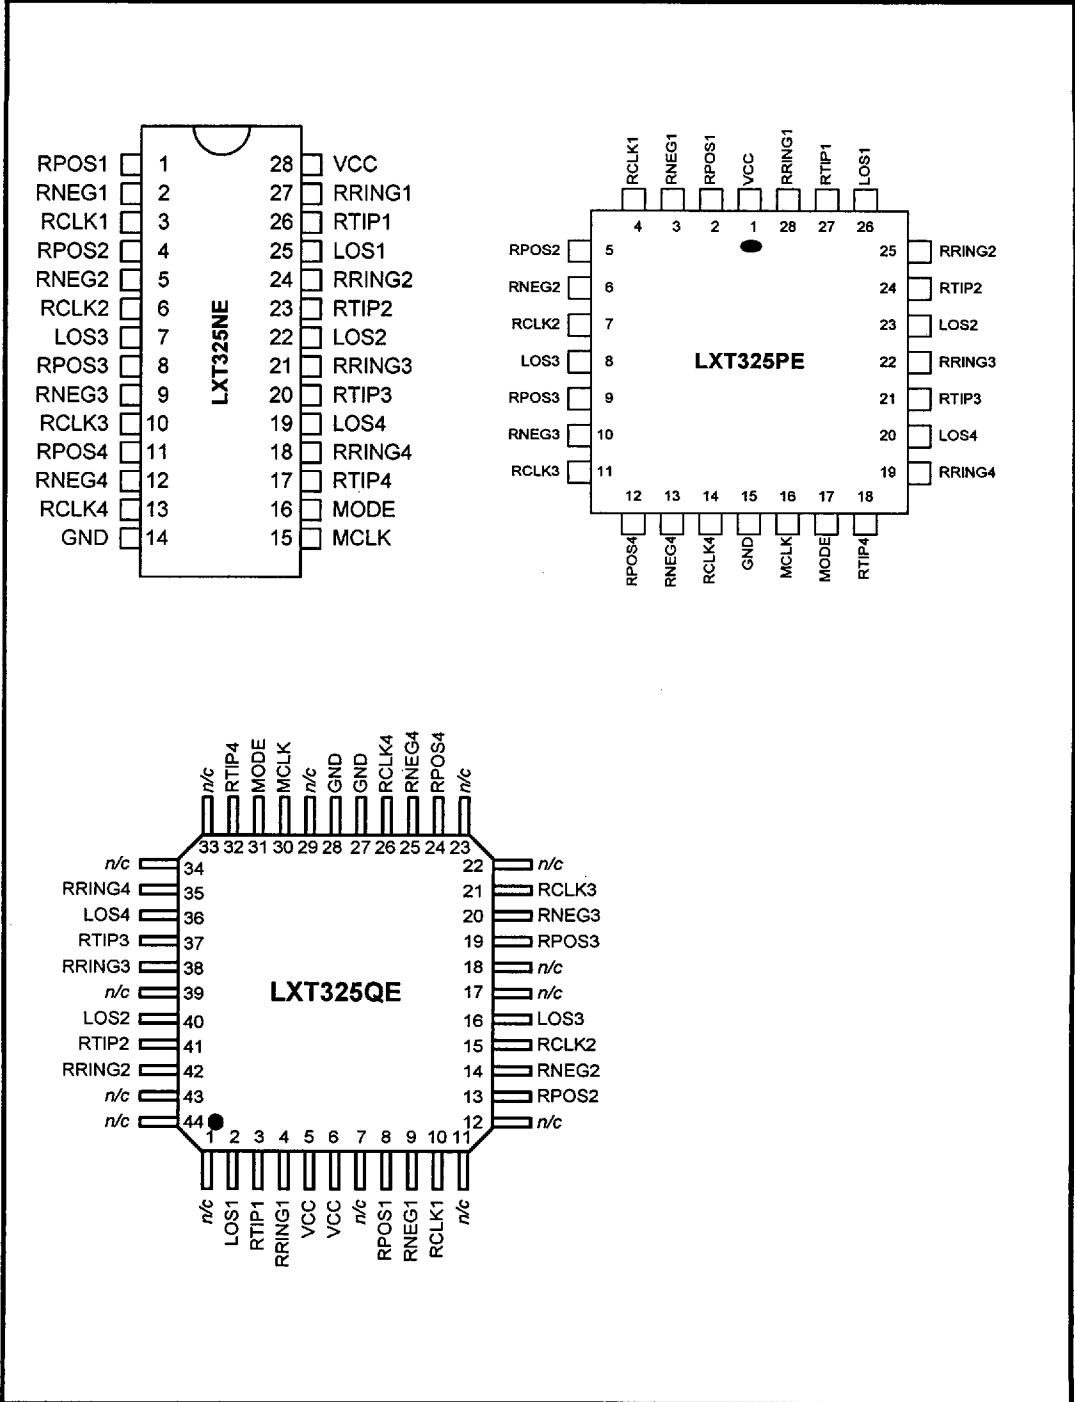 RPOS1 1 28 VCC
RNEG1 2 27 RRING1
RCLK1 3 26 RTIP1
RPOS2 4 25 LOS1
RNEG2 5 24 RRING2
RCLK2 6 23 RTIP2
LOS3 7 22 LOS2
RPOS3 8 21 RRING3
RNEG3 9 20 RTIP3
RCLK3 10 19 LOS4
RPOS4 11 18 RRING4
RNEG4 12 17 RTIP4
RCLK4 13 16 MODE
GND 14 15 MCLK
LXT325NE
RCLK1 RNEG1 RPOS1 VCC RRING1 RTIP1 LOS1
4 3 2 1 28 27 26
RPOS2 5 25 RRING2
RNEG2 6 24 RTIP2
RCLK2 7 23 LOS2
LOS3 8 LXT325PE 22 RRING3
RPOS3 9 21 RTIP3
RNEG3 10 20 LOS4
RCLK3 11 19 RRING4
12 13 14 15 16 17 18
RPOS4 RNEG4 RCLK4 GND MCLK MODE RTIP4
n/c RTIP4 MODE MCLK n/c GND GND RCLK4 RNEG4 RPOS4 n/c
33 32 31 30 29 28 27 26 25 24 23
n/c 34 22 n/c
RRING4 35 21 RCLK3
LOS4 36 20 RNEG3
RTIP3 37 19 RPOS3
RRING3 38 18 n/c
n/c 39 LXT325QE 17 n/c
LOS2 40 16 LOS3
RTIP2 41 15 RCLK2
RRING2 42 14 RNEG2
n/c 43 13 RPOS2
n/c 44 12 n/c
1 2 3 4 5 6 7 8 9 10 11
n/c LOS1 RTIP1 RRING1 VCC VCC n/c RPOS1 RNEG1 RCLK1 n/c